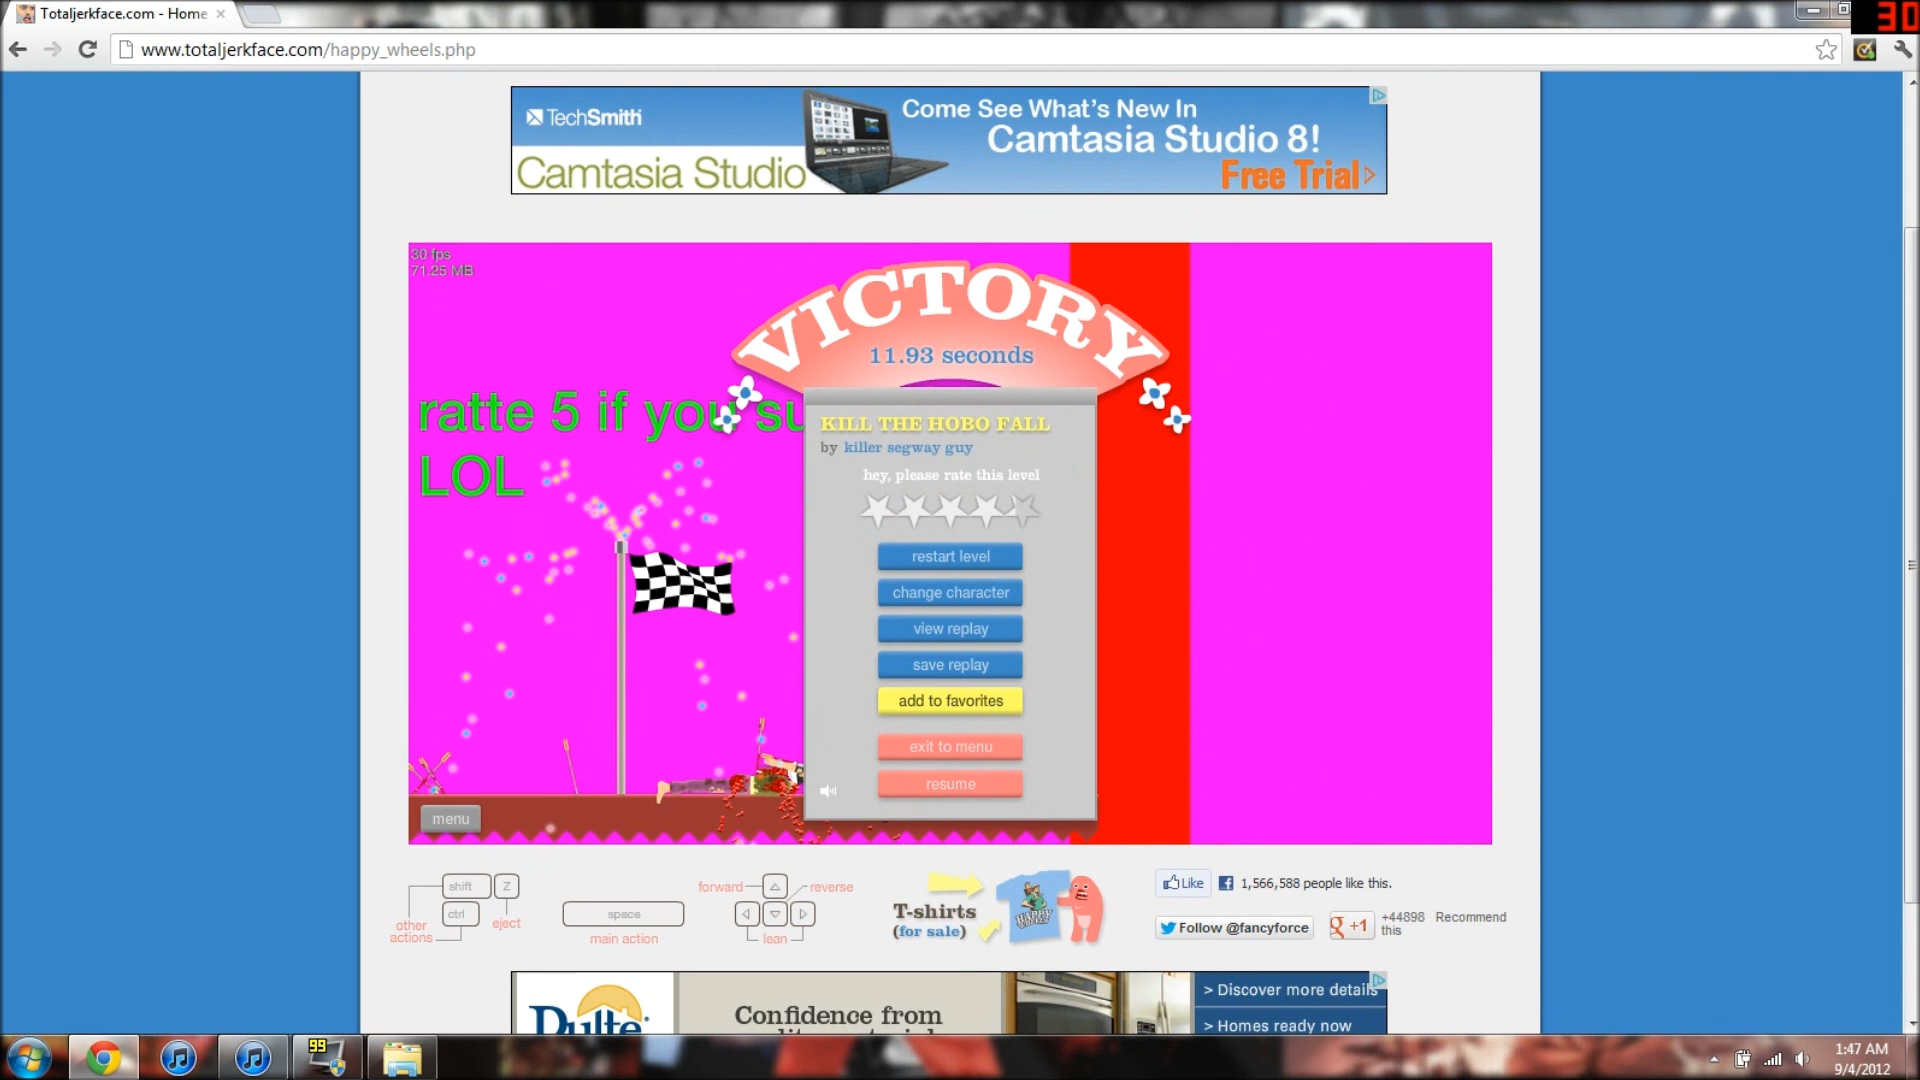 Totaljerkface.com - Home
30
www.totaljerkface.com/happy_wheels.php
TechSmith
Camtasia Studio
Come See What's New In
Camtasia Studio 8!
Free Trial
30 fps
71.25 MB
VICTORY
11.93 seconds
ratte 5 if you su
LOL
KILL THE HOBO FALL
by killer segway guy
hey, please rate this level
restart level
change character
view replay
save replay
add to favorites
exit to menu
resume
menu
shift
Z
ctrl
other
actions
eject
space
main action
forward
reverse
lean
T-shirts
(for sale)
HAPPY
WHEELS
Like
1,566,588 people like this.
Follow @fancyforce
+1
+44898 Recommend
this
Pulte
Confidence from
> Discover more details
> Homes ready now
99
1:47 AM
9/4/2012